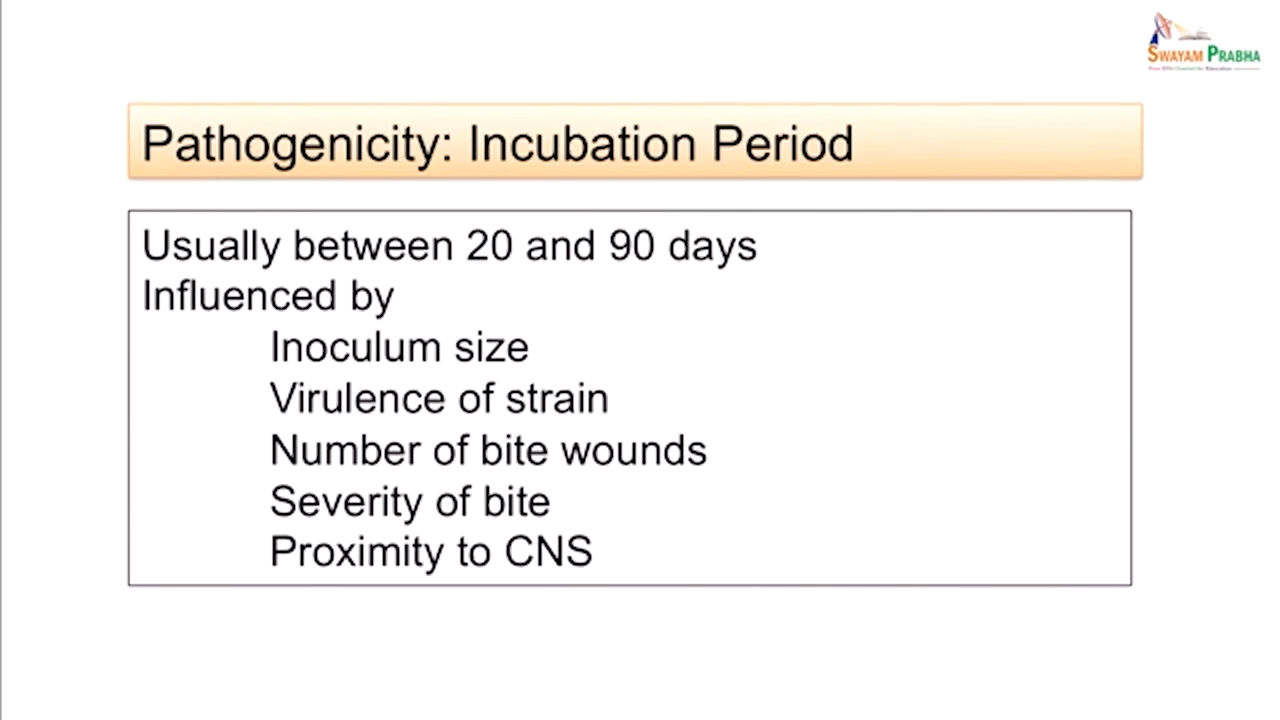 SWAYAM PRABHA
Pathogenicity: Incubation Period
Usually between 20 and 90 days
Influenced by
Inoculum size
Virulence of strain
Number of bite wounds
Severity of bite
Proximity to CNS